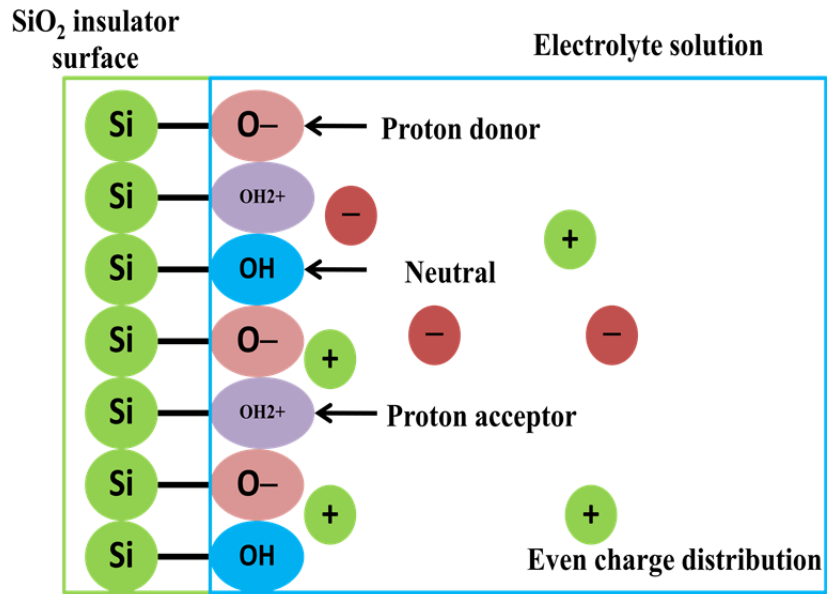 SiO₂ insulator
surface
Electrolyte solution
Si O– Proton donor
Si OH2+ –
+
Si OH Neutral
– –
Si O– +
Si OH2+ Proton acceptor
Si O– + +
Si OH Even charge distribution